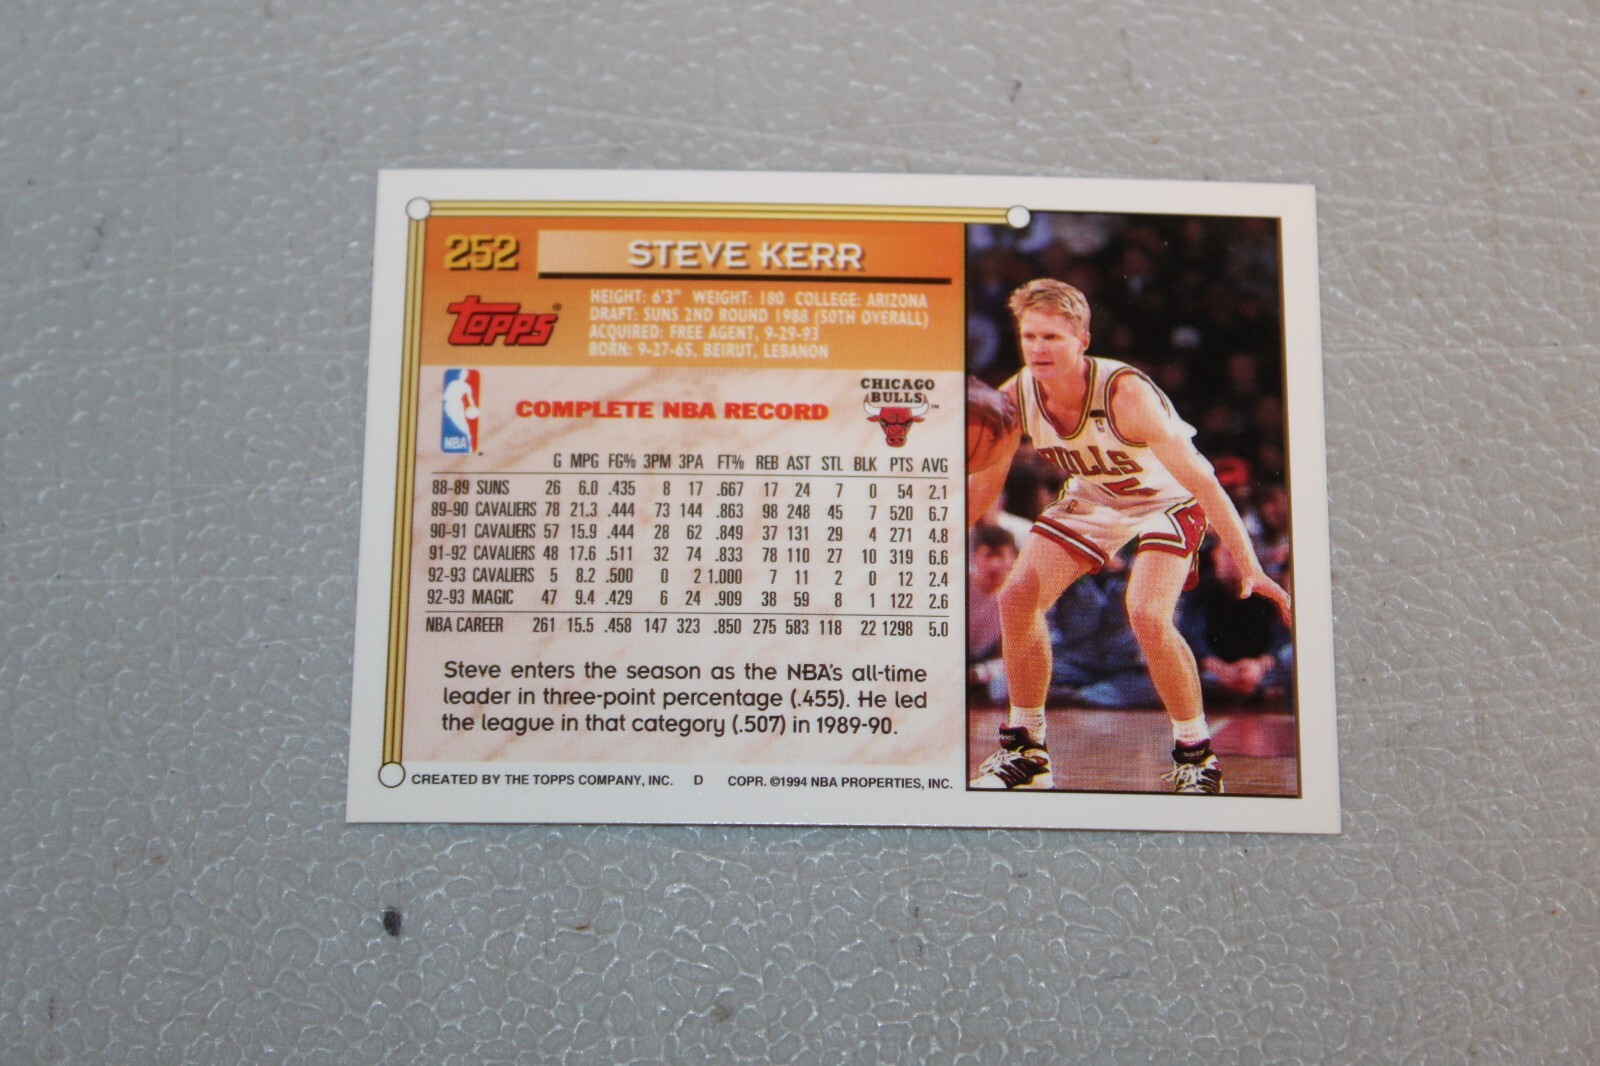 252
STEVE KERR
Topps®
HEIGHT: 6'3" WEIGHT: 180 COLLEGE: ARIZONA
DRAFT: SUNS 2ND ROUND 1988 (50TH OVERALL)
ACQUIRED: FREE AGENT, 9-29-93
BORN: 9-27-65, BEIRUT, LEBANON
NBA
COMPLETE NBA RECORD
CHICAGO
BULLS™
G MPG FG% 3PM 3PA FT% REB AST STL BLK PTS AVG
88-89 SUNS 26 6.0 .435 8 17 .667 17 24 7 0 54 2.1
89-90 CAVALIERS 78 21.3 .444 73 144 .863 98 248 45 7 520 6.7
90-91 CAVALIERS 57 15.9 .444 28 62 .849 37 131 29 4 271 4.8
91-92 CAVALIERS 48 17.6 .511 32 74 .833 78 110 27 10 319 6.6
92-93 CAVALIERS 5 8.2 .500 0 2 1.000 7 11 2 0 12 2.4
92-93 MAGIC 47 9.4 .429 6 24 .909 38 59 8 1 122 2.6
NBA CAREER 261 15.5 .458 147 323 .850 275 583 118 22 1298 5.0
Steve enters the season as the NBA's all-time
leader in three-point percentage (.455). He led
the league in that category (.507) in 1989-90.
CREATED BY THE TOPPS COMPANY, INC. D COPR. ©1994 NBA PROPERTIES, INC.
BULLS
adidas